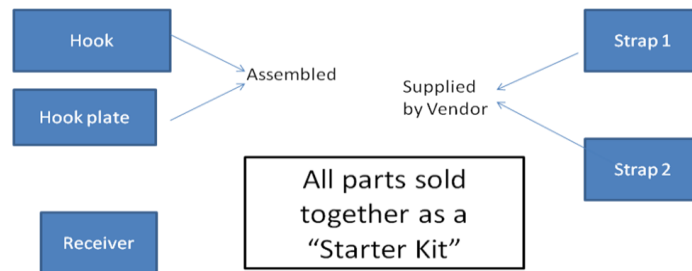 Hook
Strap 1
Assembled
Supplied
by Vendor
Hook plate
Strap 2
All parts sold
together as a
“Starter Kit”
Receiver